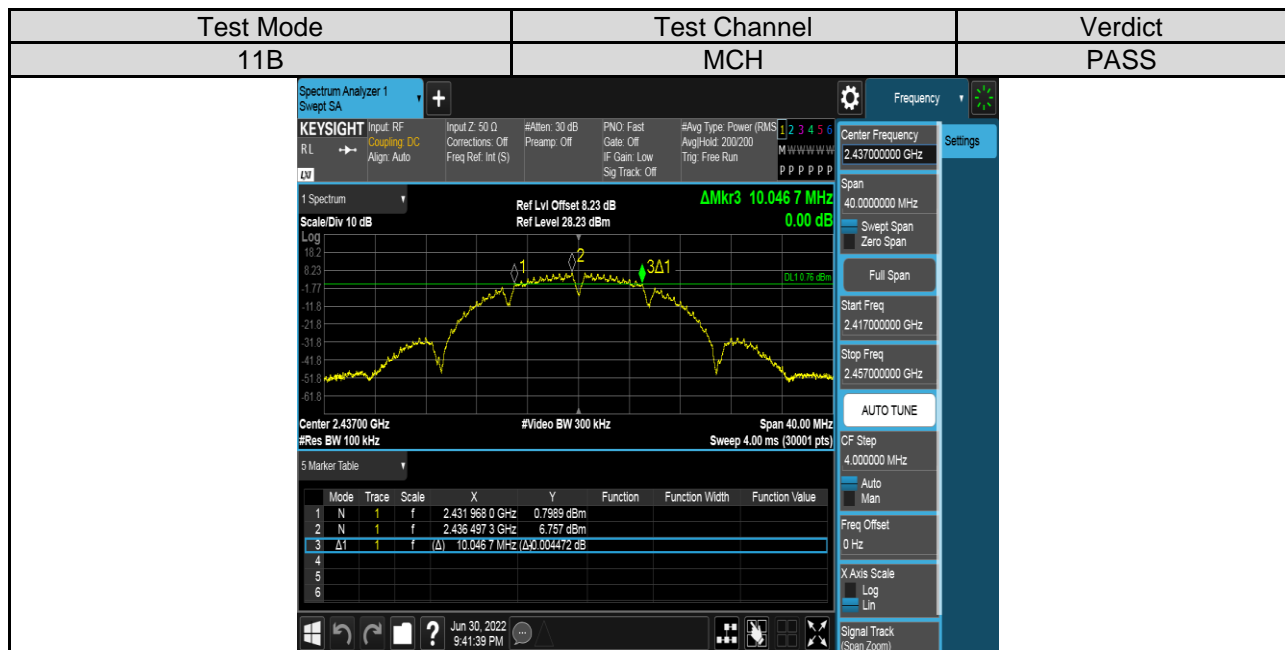 Test Mode Test Channel Verdict
11B MCH PASS
Spectrum Analyzer 1
Swept SA
+
Frequency
KEYSIGHT Input: RF Input Z: 50 Ω #Atten: 30 dB PNO: Fast #Avg Type: Power (RMS 1 2 3 4 5 6
RL Coupling: DC Corrections: Off Preamp: Off Gate: Off Avg|Hold: 200/200 M W W W W W
Align: Auto Freq Ref: Int (S) IF Gain: Low Trig: Free Run
LXI Sig Track: Off P P P P P P
1 Spectrum
Ref Lvl Offset 8.23 dB
ΔMkr3 10.046 7 MHz
Scale/Div 10 dB Ref Level 28.23 dBm 0.00 dB
Log
18.2
8.23
-1.77
-11.8
-21.8
-31.8
-41.8
-51.8
-61.8
1
2
3Δ1
DL1 0.76 dBm
Center 2.43700 GHz #Video BW 300 kHz Span 40.00 MHz
#Res BW 100 kHz Sweep 4.00 ms (30001 pts)
5 Marker Table
Mode Trace Scale X Y Function Function Width Function Value
1 N 1 f 2.431 968 0 GHz 0.7989 dBm
2 N 1 f 2.436 497 3 GHz 6.757 dBm
3 Δ1 1 f (Δ) 10.046 7 MHz (Δ) -0.004472 dB
4
5
6
Jun 30, 2022
9:41:39 PM
?
Center Frequency
2.437000000 GHz
Settings
Span
40.0000000 MHz
Swept Span
Zero Span
Full Span
Start Freq
2.417000000 GHz
Stop Freq
2.457000000 GHz
AUTO TUNE
CF Step
4.000000 MHz
Auto
Man
Freq Offset
0 Hz
X Axis Scale
Log
Lin
Signal Track
(Span Zoom)